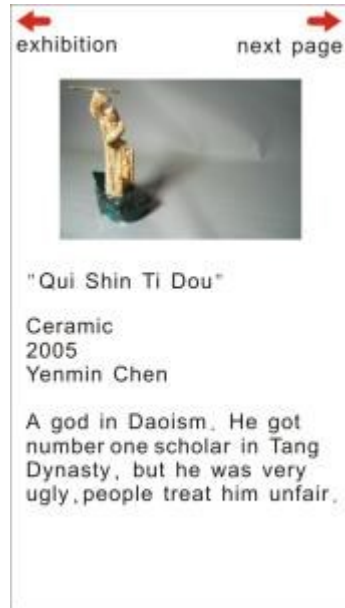 exhibition
next page
"Qui Shin Ti Dou"
Ceramic
2005
Yenmin Chen
A god in Daoism. He got
number one scholar in Tang
Dynasty, but he was very
ugly, people treat him unfair.